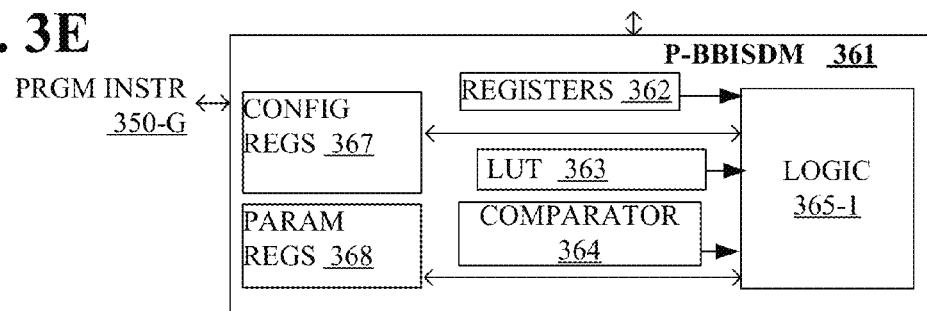 . 3E
P-BBISDM 361
PRGM INSTR
350-G
CONFIG
REGS 367
REGISTERS 362
LUT 363
LOGIC
365-1
PARAM
REGS 368
COMPARATOR
364